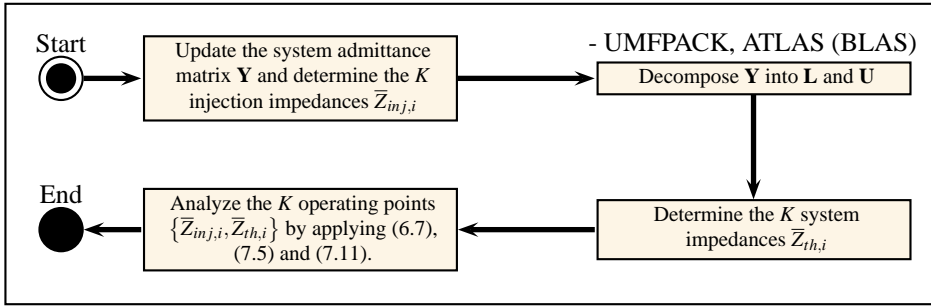 Start
Update the system admittance
matrix Y and determine the K
injection impedances Z̅inj,i
- UMFPACK, ATLAS (BLAS)
Decompose Y into L and U
Determine the K system
impedances Z̅th,i
Analyze the K operating points
{Z̅inj,i, Z̅th,i} by applying (6.7),
(7.5) and (7.11).
End